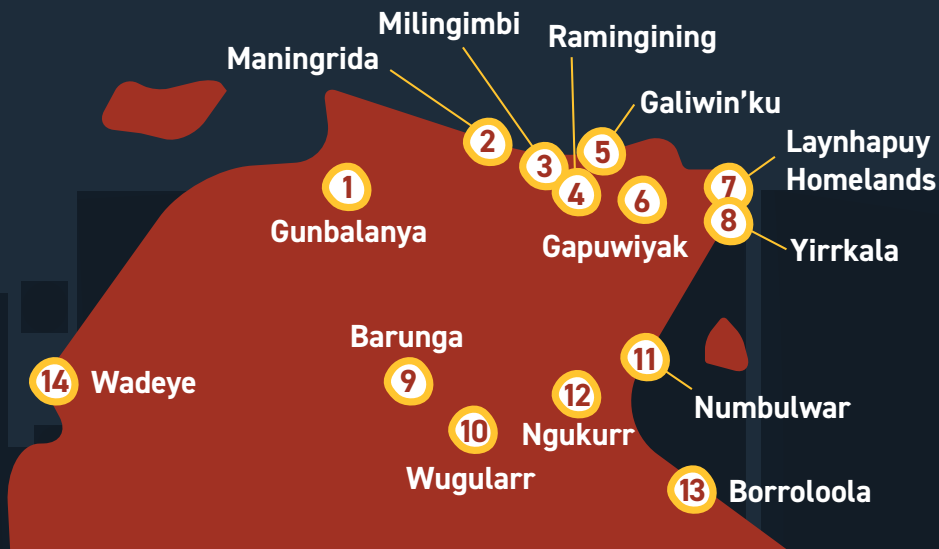 Milingimbi
Ramingining
Maningrida
Galiwin’ku
Laynhapuy
Homelands
2
3
5
4
1
6
7
8
Gunbalanya
Gapuwiyak
Yirrkala
Barunga
11
14
Wadeye
9
12
Numbulwar
10
Ngukurr
Wugularr
13
Borroloola